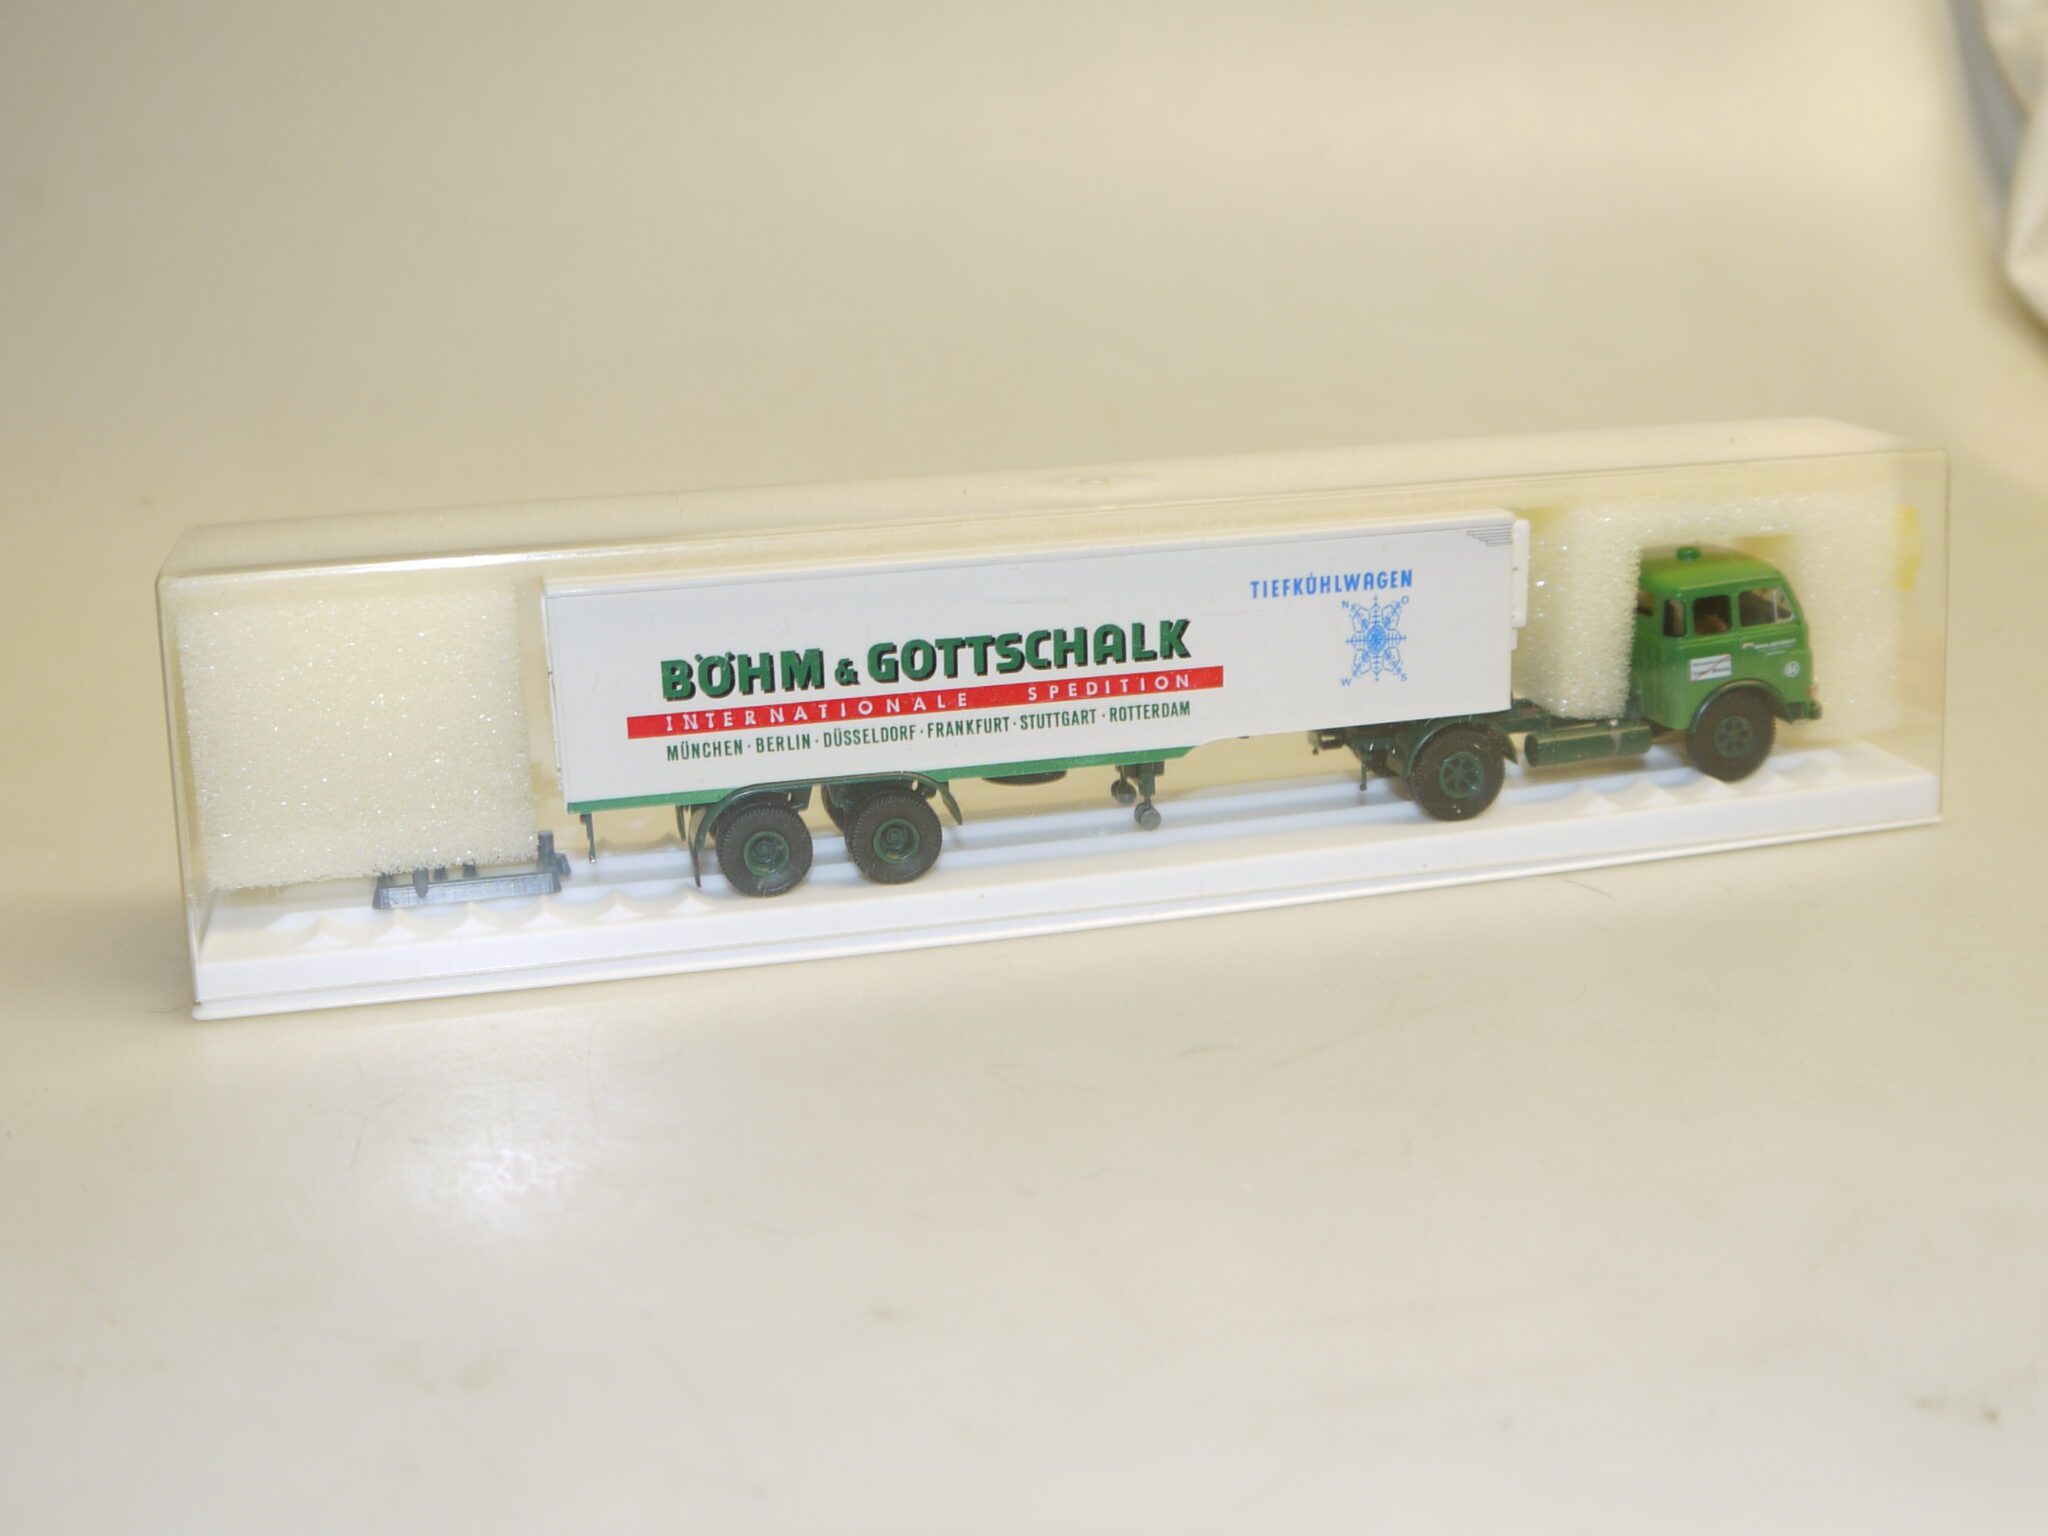 BÖHM & GOTTSCHALK
INTERNATIONALE SPEDITION
MÜNCHEN · BERLIN · DÜSSELDORF · FRANKFURT · STUTTGART · ROTTERDAM
TIEFKÜHLWAGEN
N O
W S